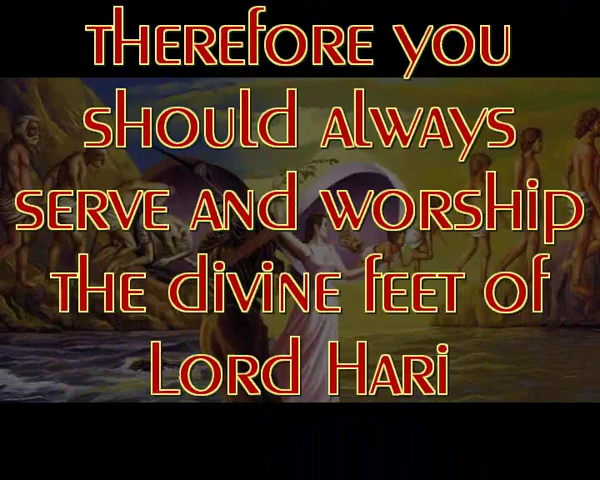 Therefore you
should always
serve and worship
the divine feet of
Lord Hari